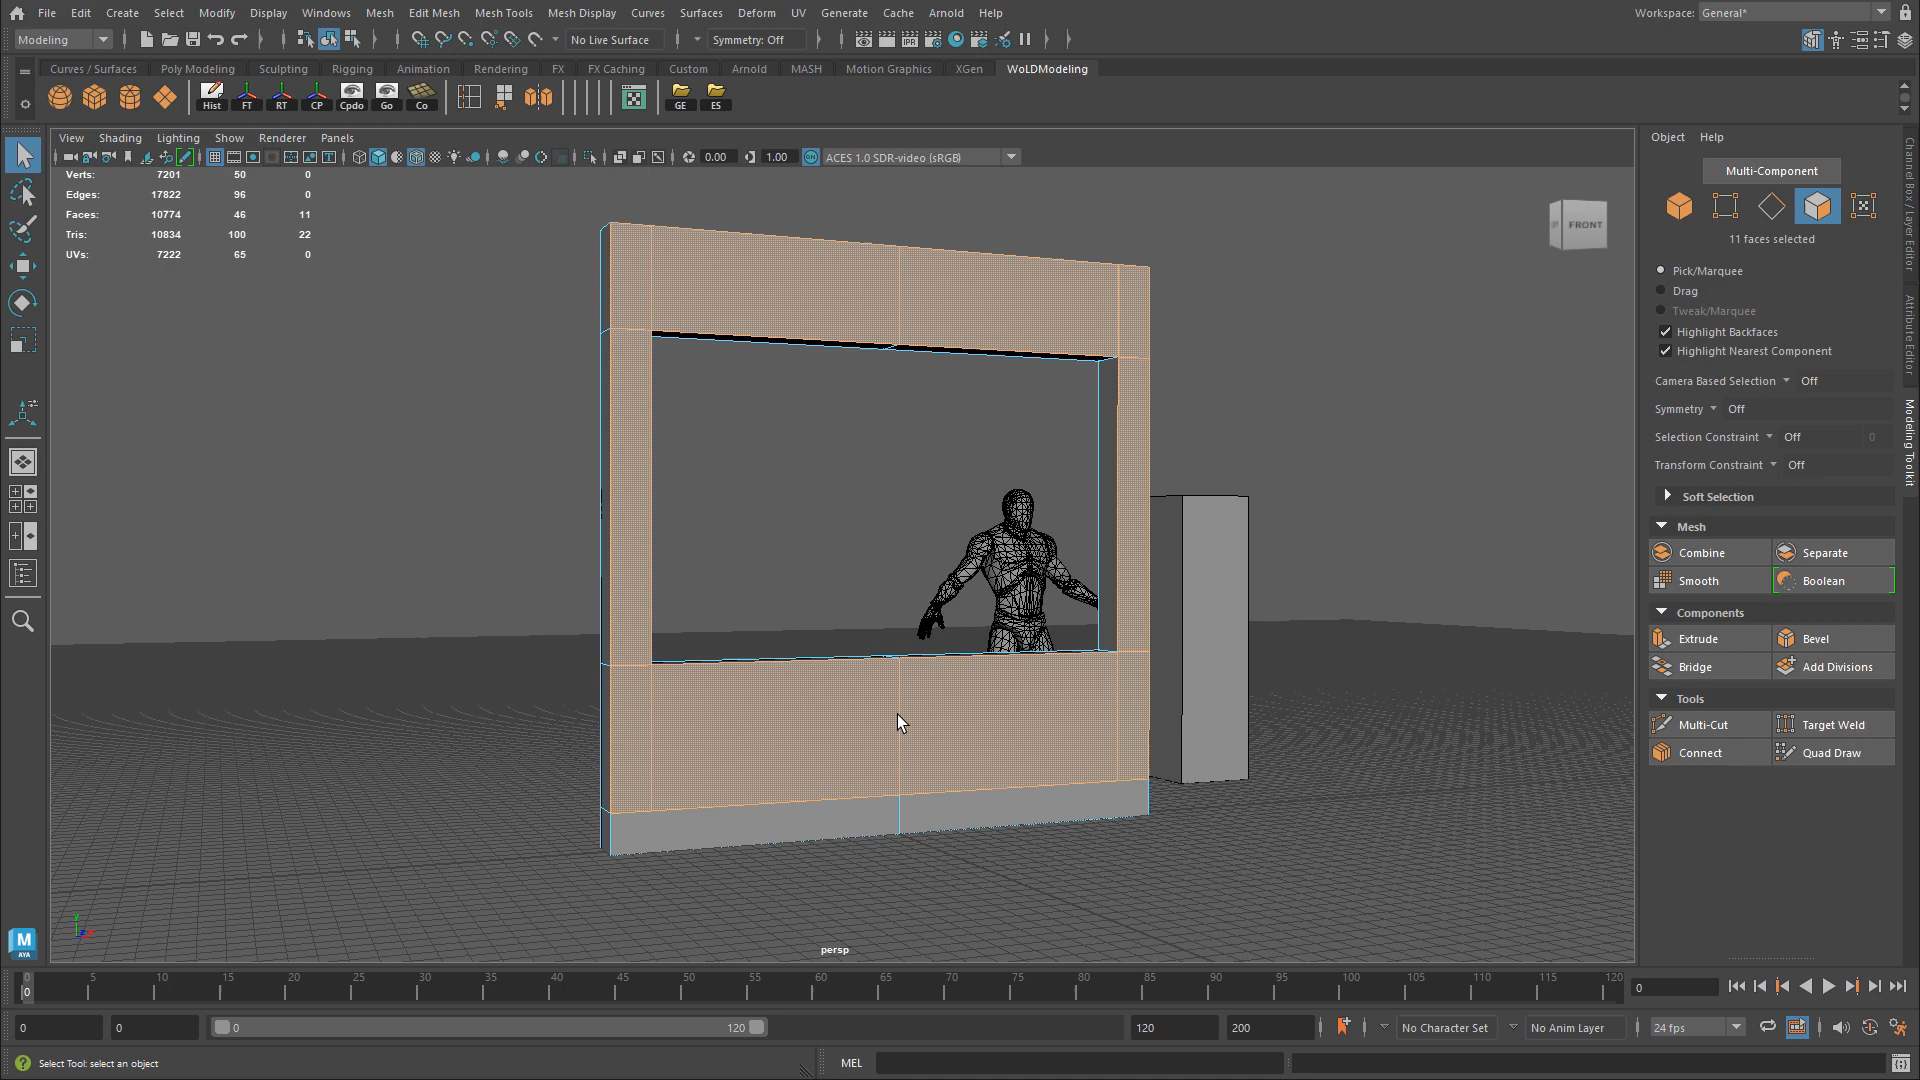 File Edit Create Select Modify Display Windows Mesh Edit Mesh Mesh Tools Mesh Display Curves Surfaces Deform UV Generate Cache Arnold Help Workspace: General*
Modeling No Live Surface Symmetry: Off
Curves / Surfaces Poly Modeling Sculpting Rigging Animation Rendering FX FX Caching Custom Arnold MASH Motion Graphics XGen WoLDModeling
Hist FT RT CP Cpdo Go Co GE ES
View Shading Lighting Show Renderer Panels
0.00 1.00 ON ACES 1.0 SDR-video (sRGB)
Verts: 7201 50 0
Edges: 17822 96 0
Faces: 10774 46 11
Tris: 10834 100 22
UVs: 7222 65 0
FRONT
persp
Object Help
Multi-Component
11 faces selected
Pick/Marquee
Drag
Tweak/Marquee
Highlight Backfaces
Highlight Nearest Component
Camera Based Selection Off
Symmetry Off
Selection Constraint Off 0
Transform Constraint Off
Soft Selection
Mesh
Combine Separate
Smooth Boolean
Components
Extrude Bevel
Bridge Add Divisions
Tools
Multi-Cut Target Weld
Connect Quad Draw
Channel Box / Layer Editor
Attribute Editor
Modeling Toolkit
M
AYA
0 5 10 15 20 25 30 35 40 45 50 55 60 65 70 75 80 85 90 95 100 105 110 115 120
0 0
0 0 0 120 120 200 No Character Set No Anim Layer 24 fps
Select Tool: select an object MEL